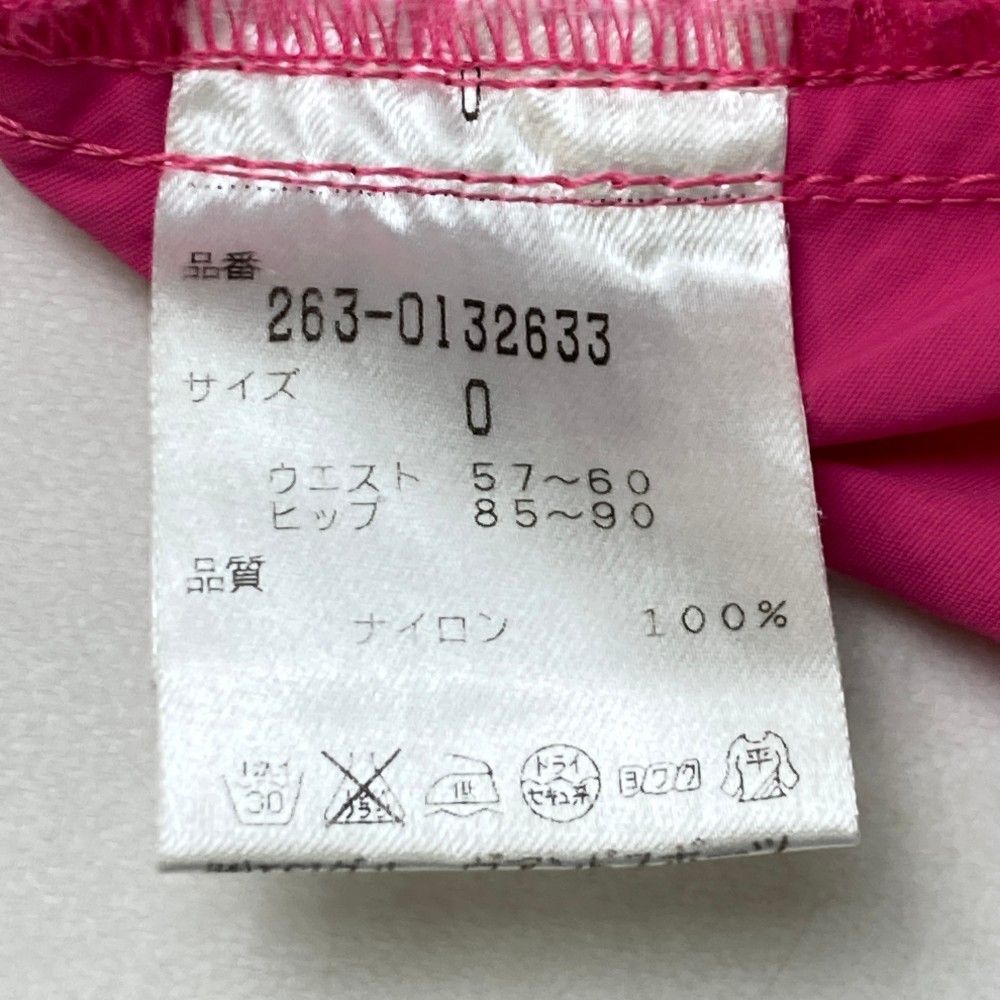 品番
263-0132633
サイズ
0
ウエスト 57～60
ヒップ 85～90
品質
ナイロン 100%
30
低
ドライ
セキュ系
ヨワク
平